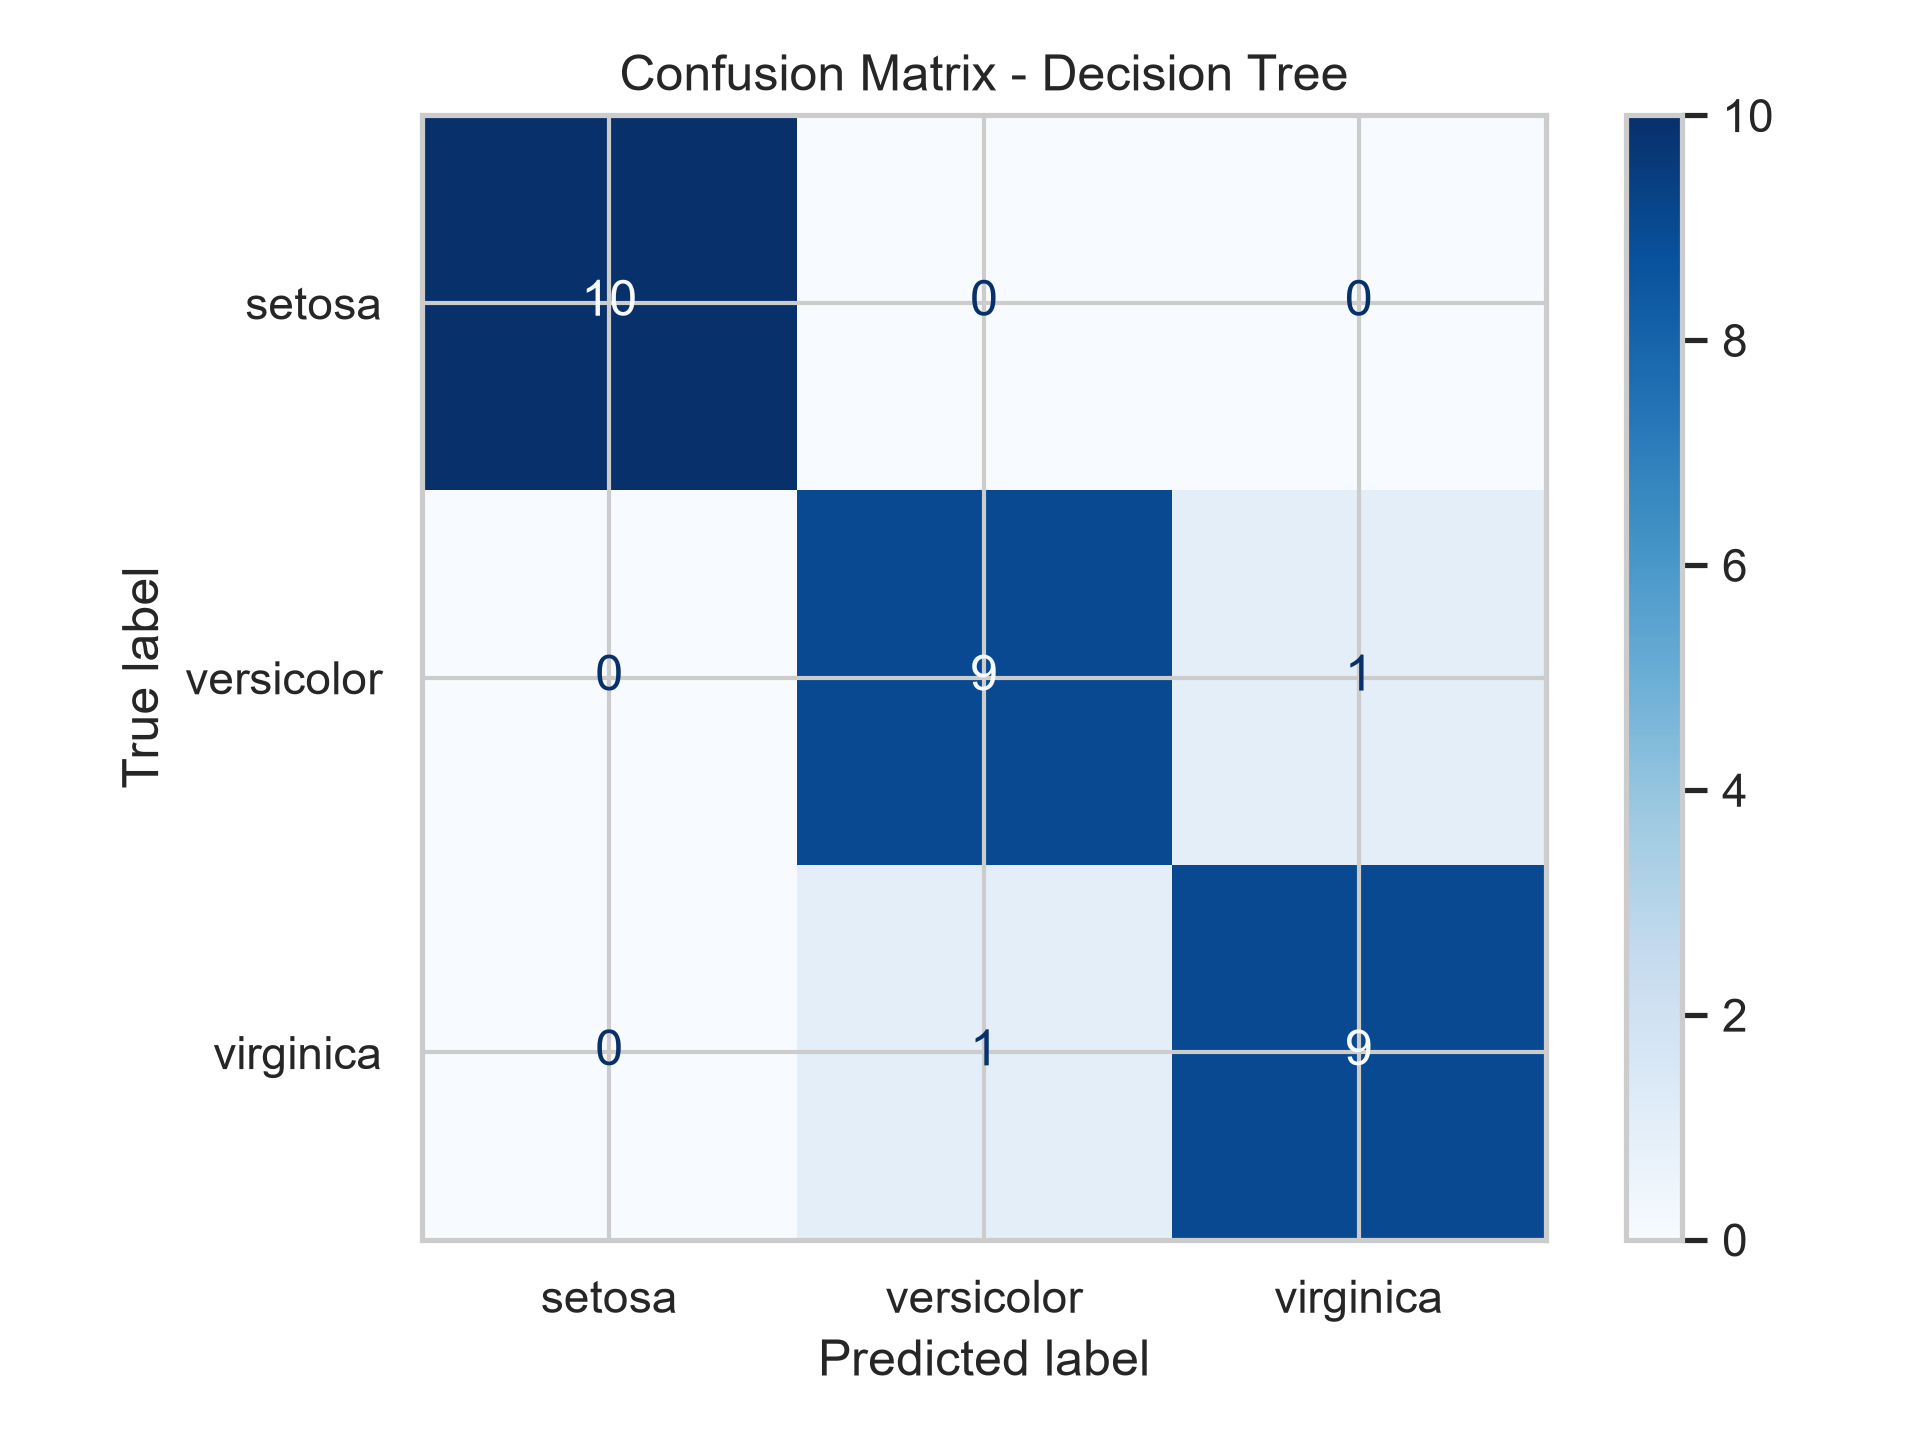 Confusion Matrix - Decision Tree
True label
setosa 10 0 0
versicolor 0 9 1
virginica 0 1 9
setosa versicolor virginica
Predicted label
10
8
6
4
2
0